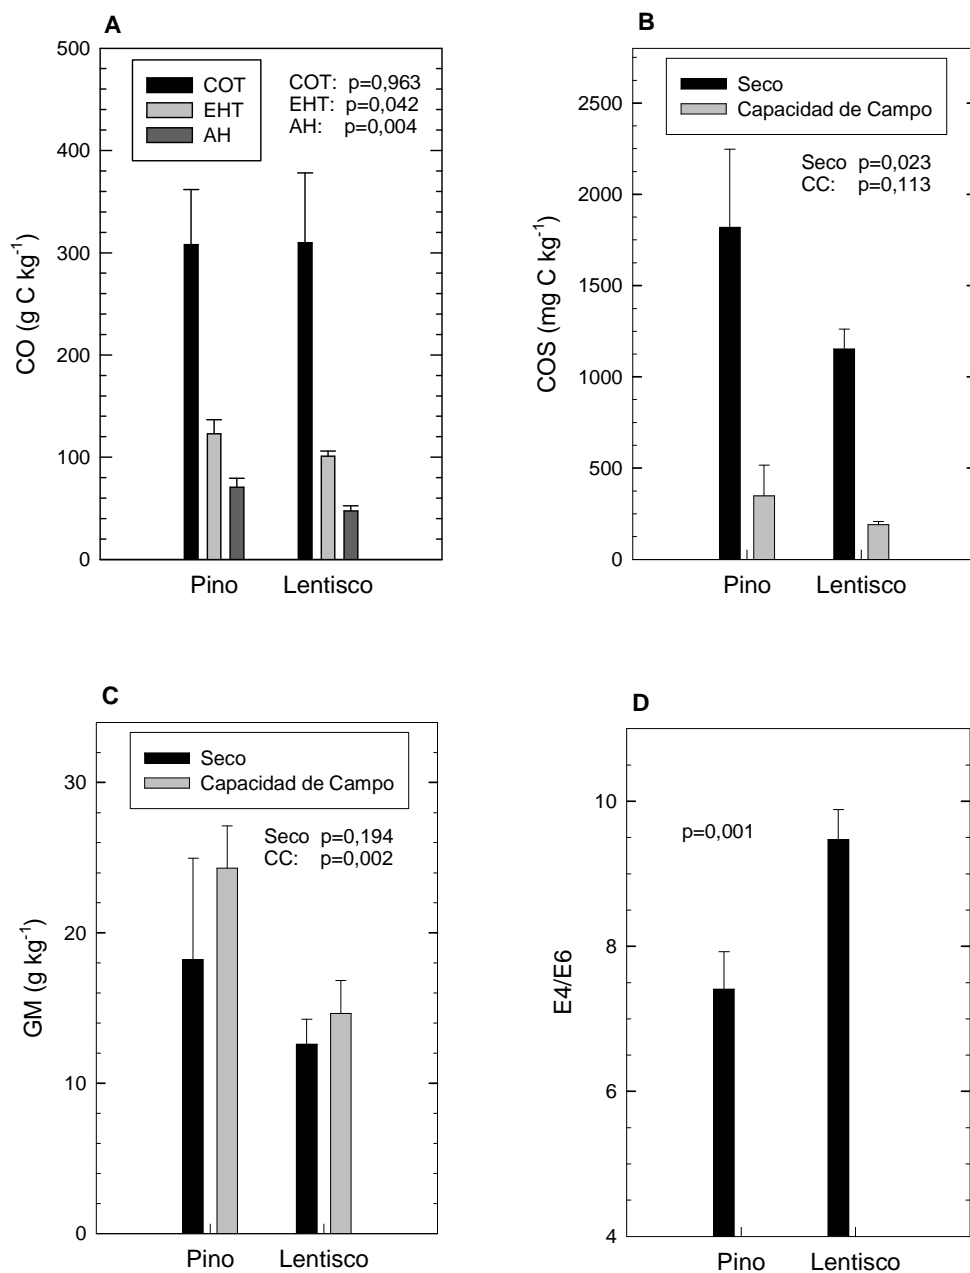 A
500
400
300
200
100
0
CO (g C kg-1)
COT
EHT
AH
COT: p=0,963
EHT: p=0,042
AH: p=0,004
Pino Lentisco
B
2500
2000
1500
1000
500
0
COS (mg C kg-1)
Seco
Capacidad de Campo
Seco p=0,023
CC: p=0,113
Pino Lentisco
C
30
20
10
0
GM (g kg-1)
Seco
Capacidad de Campo
Seco p=0,194
CC: p=0,002
Pino Lentisco
D
10
8
6
4
E4/E6
p=0,001
Pino Lentisco